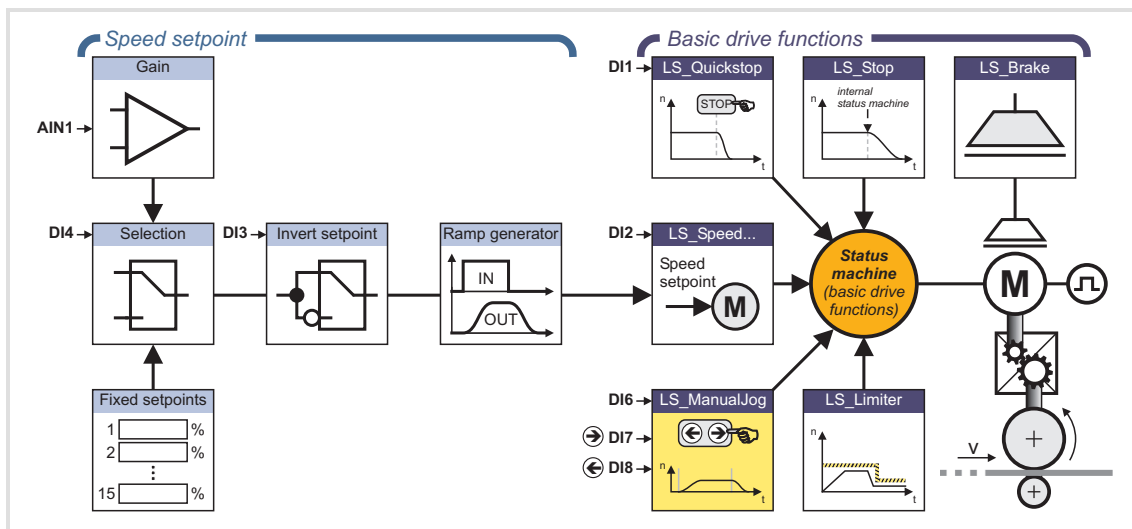 Speed setpoint
Basic drive functions
Gain
AIN1
DI1
LS_Quickstop
n
STOP
t
LS_Stop
n
internal
status machine
t
LS_Brake
DI4
Selection
DI3
Invert setpoint
Ramp generator
IN
OUT
DI2
LS_Speed...
Speed
setpoint
M
Status
machine
(basic drive
functions)
M
Fixed setpoints
1 %
2 %
⋮
15 %
DI6
DI7
DI8
LS_ManualJog
n
t
LS_Limiter
n
t
v
+
+